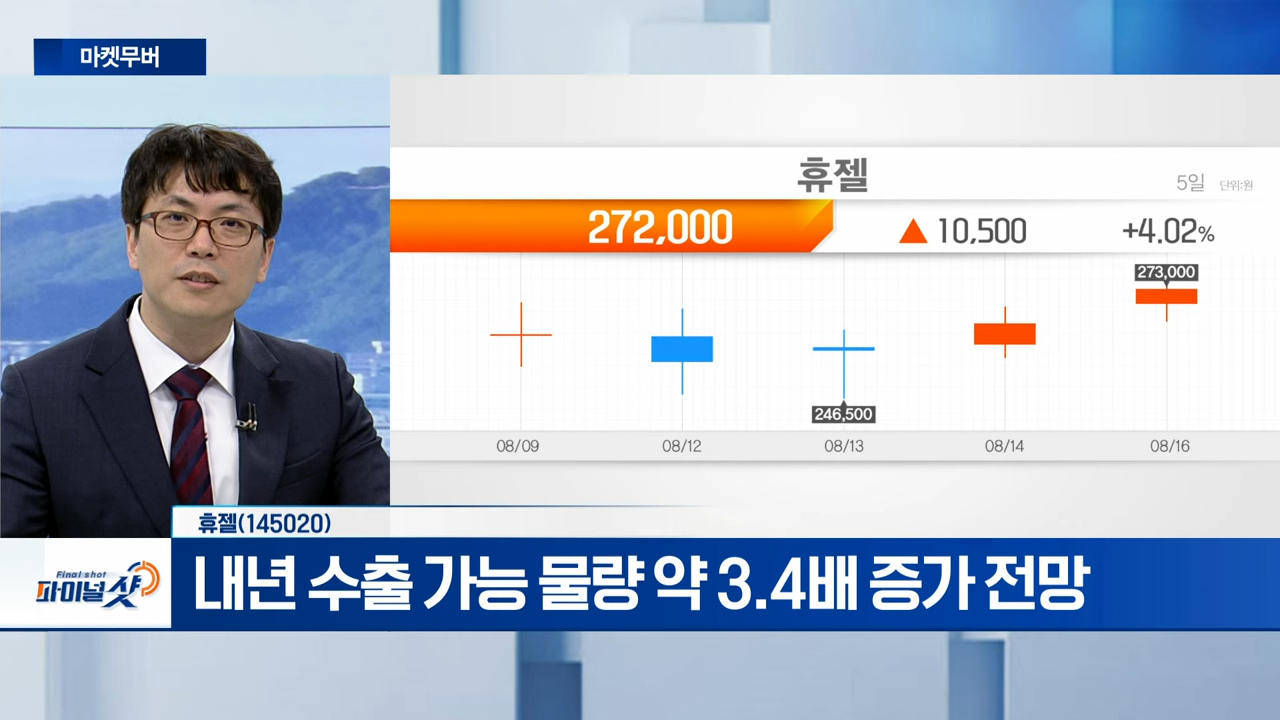 마켓무버
휴젤
5일 단위:원
272,000 ▲ 10,500 +4.02%
273,000
246,500
08/09 08/12 08/13 08/14 08/16
휴젤(145020)
Final shot
파이널샷
내년 수출 가능 물량 약 3.4배 증가 전망